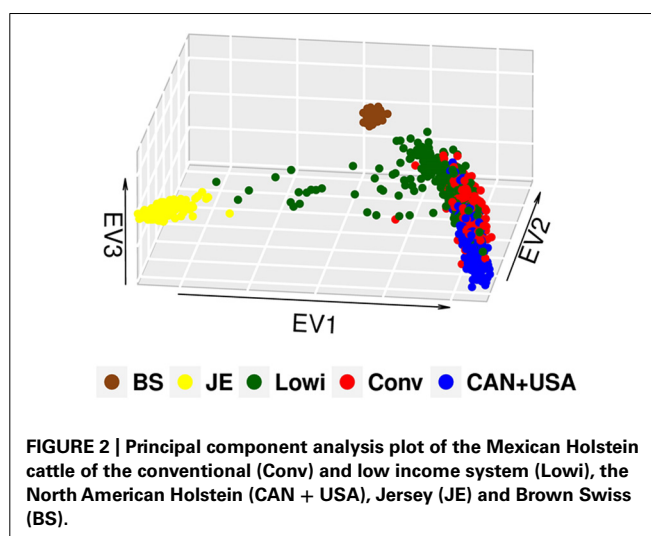 EV3
EV2
EV1
BS JE Lowi Conv CAN+USA
FIGURE 2 | Principal component analysis plot of the Mexican Holstein
cattle of the conventional (Conv) and low income system (Lowi), the
North American Holstein (CAN + USA), Jersey (JE) and Brown Swiss
(BS).